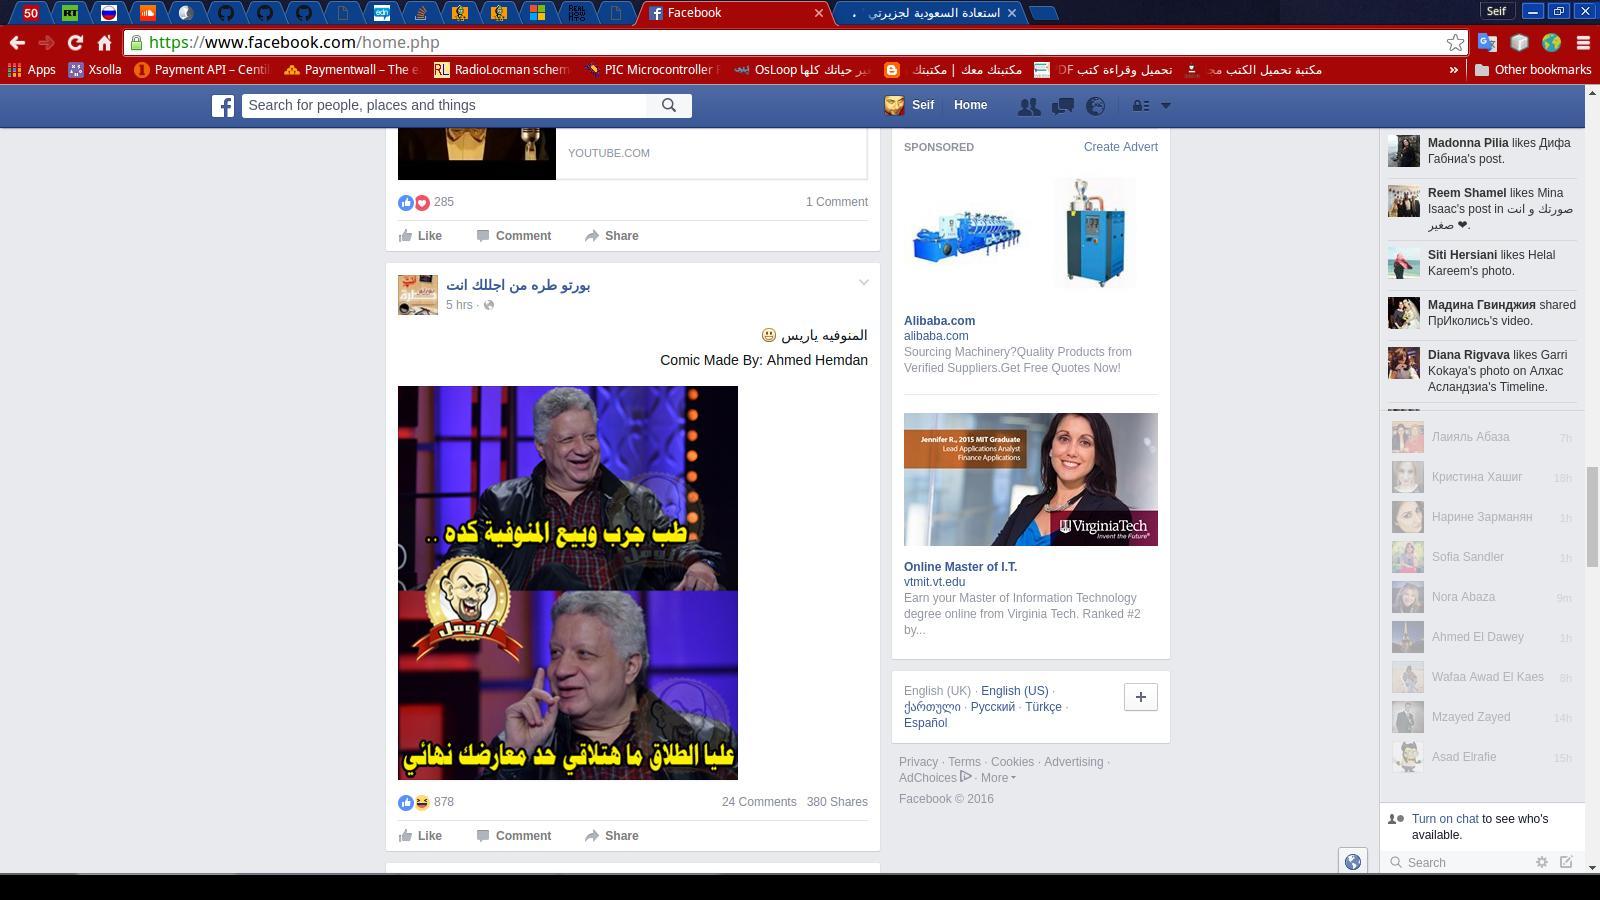 50
RT
edn
Facebook
استعادة السعودية لجزيرتي
Seif
https://www.facebook.com/home.php
Apps
Xsolla
Payment API – Centi
Paymentwall – The e
RL RadioLocman schem
PIC Microcontroller F
OsLoop غير حياتك كلها
مكتبتك معك | مكتبتك
تحميل وقراءة كتب DF
مكتبة تحميل الكتب مج
»
Other bookmarks
Search for people, places and things
Seif
Home
YOUTUBE.COM
285
1 Comment
Like
Comment
Share
بورتو طره من اجللك انت
5 hrs ·
المنوفيه ياريس
Comic Made By: Ahmed Hemdan
طب جرب وبيع المنوفية كده ..
أزومل
عليا الطلاق ما هتلاقي حد معارضك نهائي
878
24 Comments
380 Shares
Like
Comment
Share
SPONSORED
Create Advert
Alibaba.com
alibaba.com
Sourcing Machinery?Quality Products from
Verified Suppliers.Get Free Quotes Now!
Jennifer R., 2015 MIT Graduate
Lead Applications Analyst
Finance Applications
VirginiaTech
Invent the Future®
Online Master of I.T.
vtmit.vt.edu
Earn your Master of Information Technology
degree online from Virginia Tech. Ranked #2
by...
English (UK) · English (US) ·
ქართული · Русский · Türkçe ·
Español
+
Privacy · Terms · Cookies · Advertising ·
AdChoices · More
Facebook © 2016
Madonna Pilia likes Дифа
Габниа's post.
Reem Shamel likes Mina
Isaac's post in صورتك و انت
صغير ❤.
Siti Hersiani likes Helal
Kareem's photo.
Мадина Гвинджия shared
ПрИколись's video.
Diana Rigvava likes Garri
Kokaya's photo on Алхас
Асландзиа's Timeline.
Лаияль Абаза 7h
Кристина Хашиг 18h
Нарине Зарманян 1h
Sofia Sandler 1h
Nora Abaza 9m
Ahmed El Dawey 1h
Wafaa Awad El Kaes 8h
Mzayed Zayed 14h
Asad Elrafie 15h
Turn on chat to see who's
available.
Search